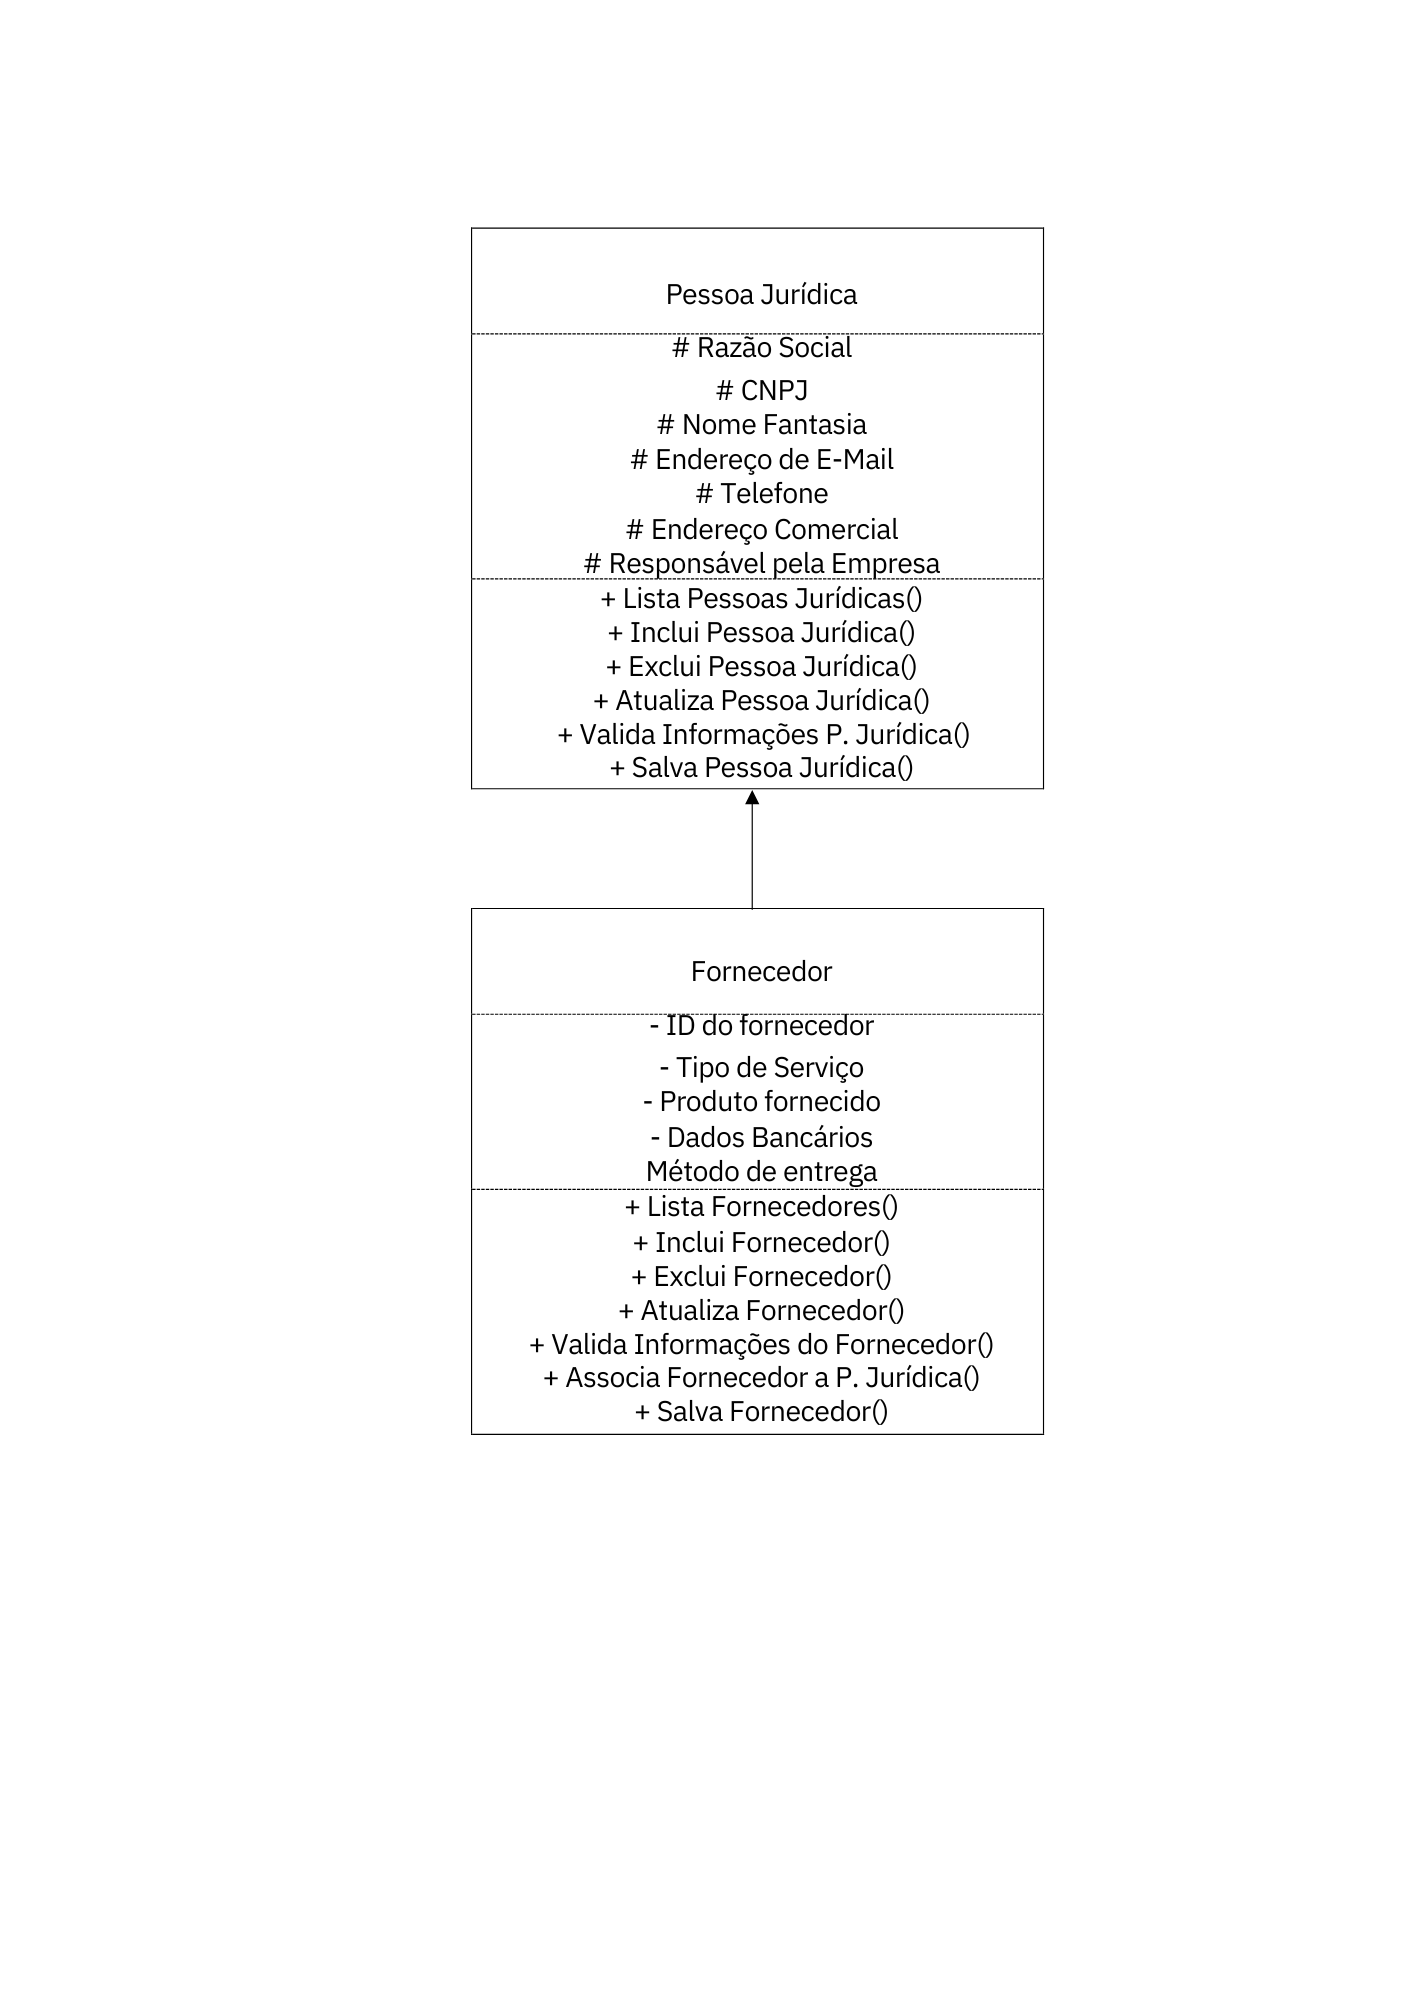 Pessoa Jurídica
# Razão Social
# CNPJ
# Nome Fantasia
# Endereço de E-Mail
# Telefone
# Endereço Comercial
# Responsável pela Empresa
+ Lista Pessoas Jurídicas()
+ Inclui Pessoa Jurídica()
+ Exclui Pessoa Jurídica()
+ Atualiza Pessoa Jurídica()
+ Valida Informações P. Jurídica()
+ Salva Pessoa Jurídica()
Fornecedor
- ID do fornecedor
- Tipo de Serviço
- Produto fornecido
- Dados Bancários
Método de entrega
+ Lista Fornecedores()
+ Inclui Fornecedor()
+ Exclui Fornecedor()
+ Atualiza Fornecedor()
+ Valida Informações do Fornecedor()
+ Associa Fornecedor a P. Jurídica()
+ Salva Fornecedor()